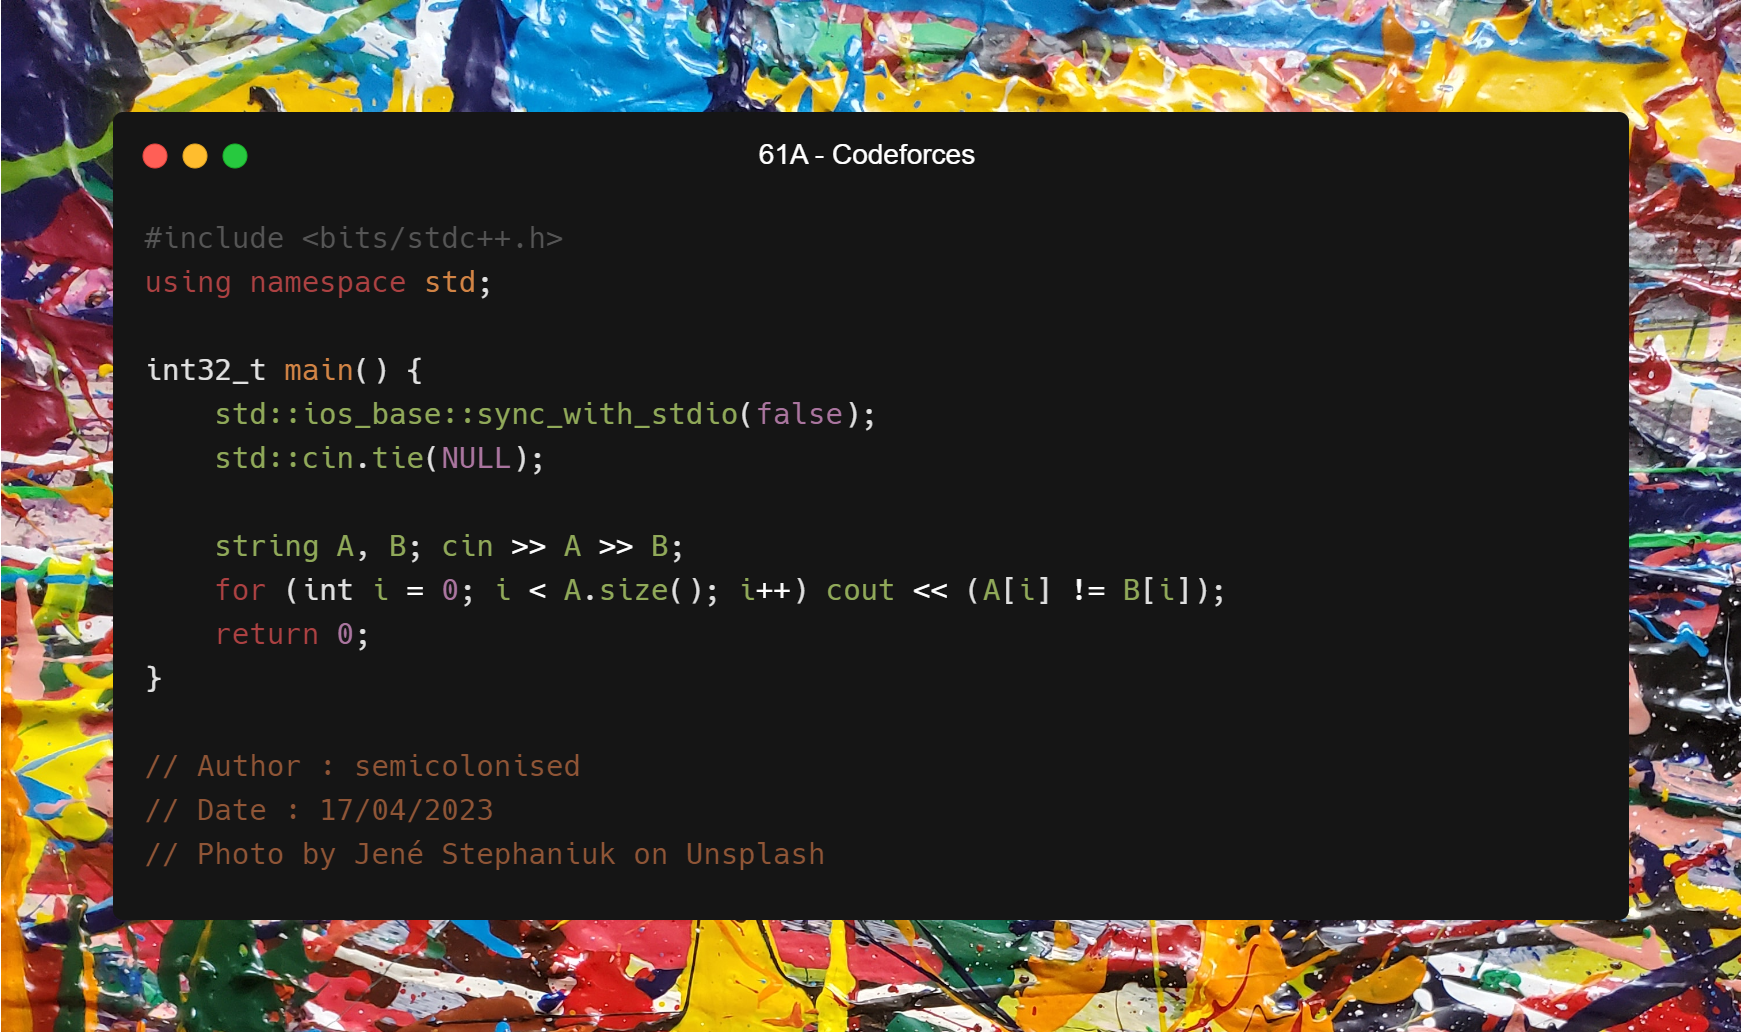 61A - Codeforces
#include <bits/stdc++.h>
using namespace std;
int32_t main() {
    std::ios_base::sync_with_stdio(false);
    std::cin.tie(NULL);
    string A, B; cin >> A >> B;
    for (int i = 0; i < A.size(); i++) cout << (A[i] != B[i]);
    return 0;
}
// Author : semicolonised
// Date : 17/04/2023
// Photo by Jené Stephaniuk on Unsplash